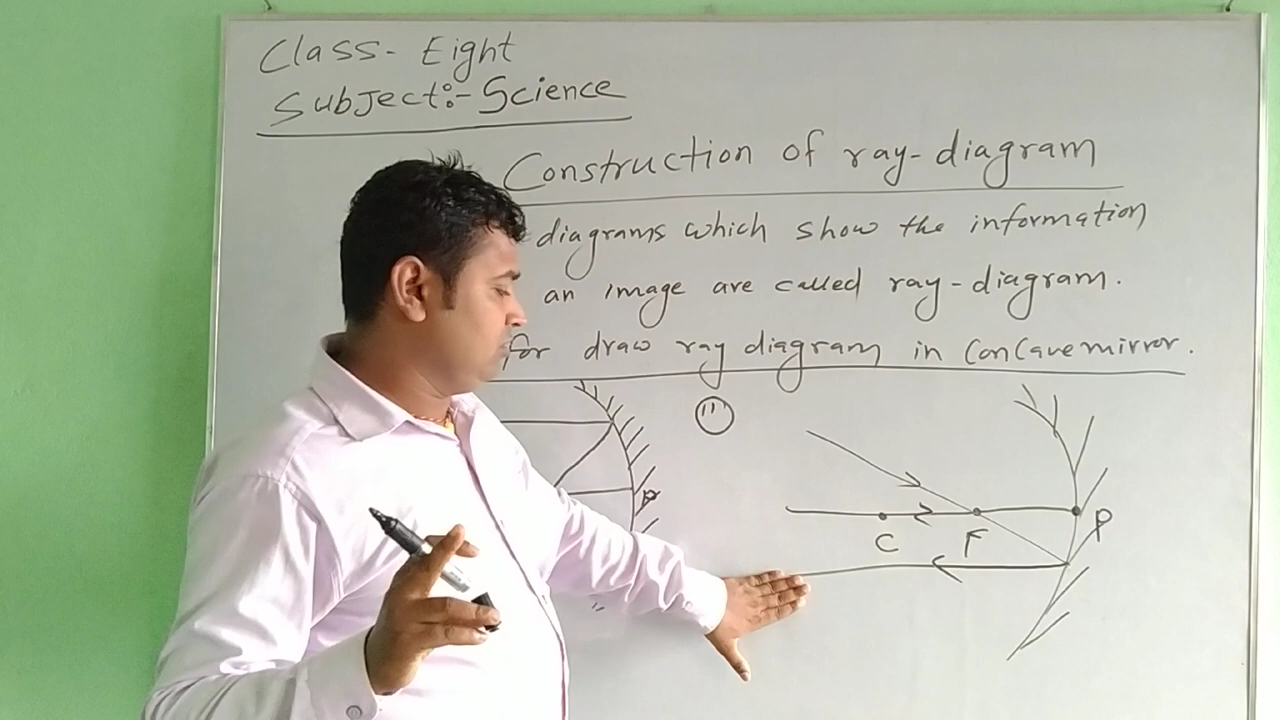 Class- Eight
Subject:- Science
Construction of ray-diagram
diagrams which show the information
an image are called ray-diagram.
for draw ray diagram in concave mirror.
P
C F P